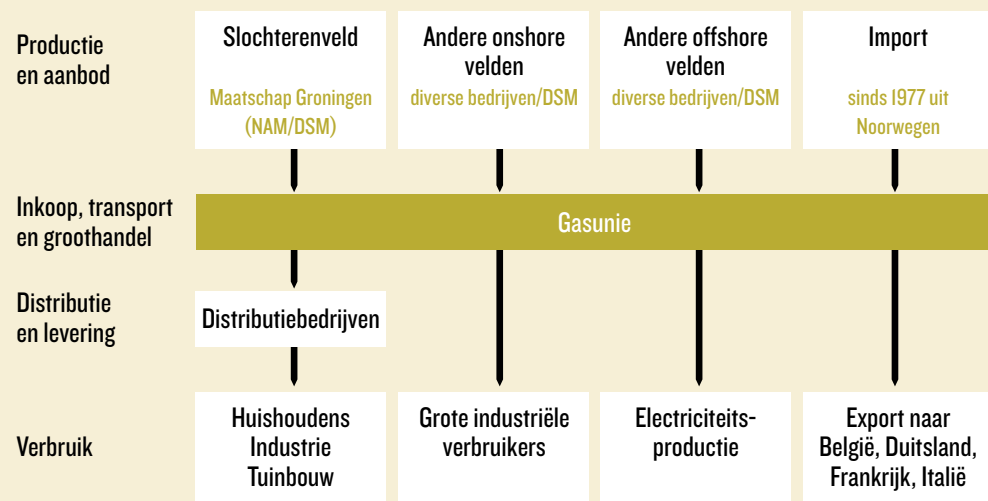 Productie
en aanbod
Slochterenveld
Maatschap Groningen
(NAM/DSM)
Andere onshore
velden
diverse bedrijven/DSM
Andere offshore
velden
diverse bedrijven/DSM
Import
sinds 1977 uit
Noorwegen
Inkoop, transport
en groothandel
Gasunie
Distributie
en levering
Distributiebedrijven
Verbruik
Huishoudens
Industrie
Tuinbouw
Grote industriële
verbruikers
Electriciteits-
productie
Export naar
België, Duitsland,
Frankrijk, Italië